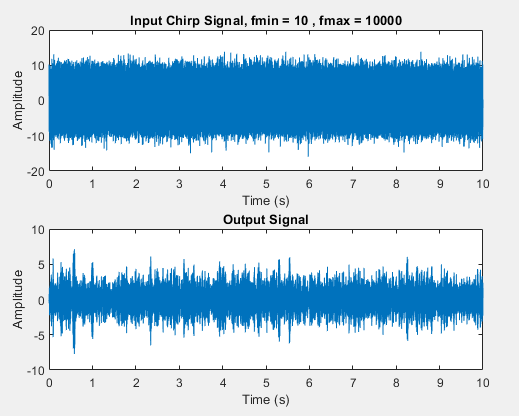 Input Chirp Signal, fmin = 10 , fmax = 10000
20
10
0
-10
-20
Amplitude
0 1 2 3 4 5 6 7 8 9 10
Time (s)
Output Signal
10
5
0
-5
-10
Amplitude
0 1 2 3 4 5 6 7 8 9 10
Time (s)